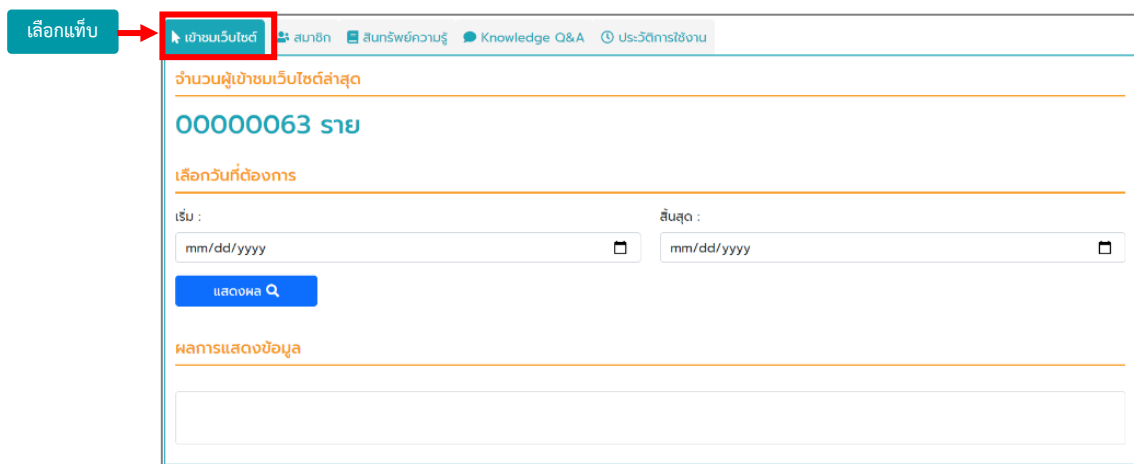 เลือกแท็บ
เข้าชมเว็บไซต์ สมาชิก สินทรัพย์ความรู้ Knowledge Q&A ประวัติการใช้งาน
จำนวนผู้เข้าชมเว็บไซต์ล่าสุด
00000063 ราย
เลือกวันที่ต้องการ
เริ่ม : สิ้นสุด :
mm/dd/yyyy mm/dd/yyyy
แสดงผล
ผลการแสดงข้อมูล